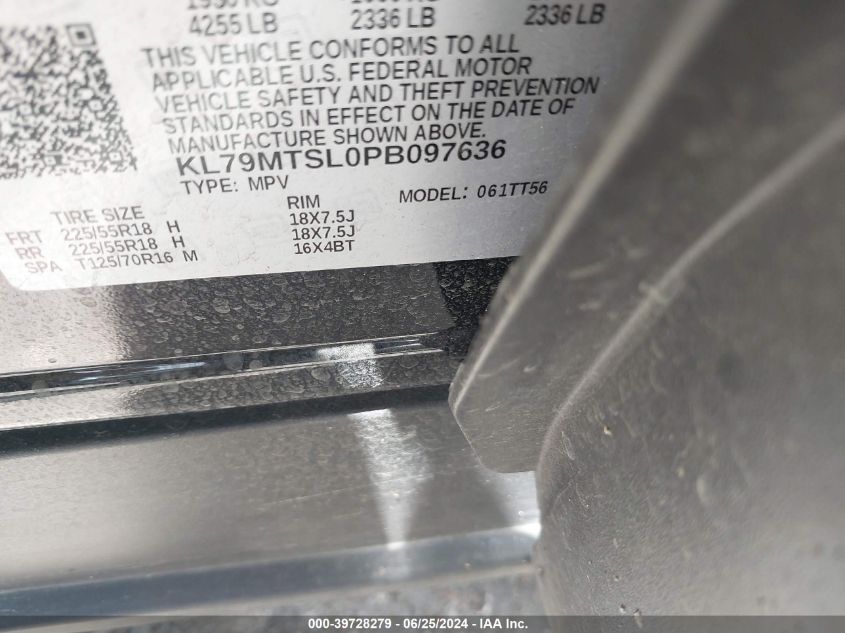 4255 LB 2336 LB 2336 LB
THIS VEHICLE CONFORMS TO ALL
APPLICABLE U.S. FEDERAL MOTOR
VEHICLE SAFETY AND THEFT PREVENTION
STANDARDS IN EFFECT ON THE DATE OF
MANUFACTURE SHOWN ABOVE.
KL79MTSL0PB097636
TYPE: MPV MODEL: 061TT56
TIRE SIZE RIM
FRT 225/55R18 H 18X7.5J
RR 225/55R18 H 18X7.5J
SPA T125/70R16 M 16X4BT
000-39728279 - 06/25/2024 - IAA Inc.